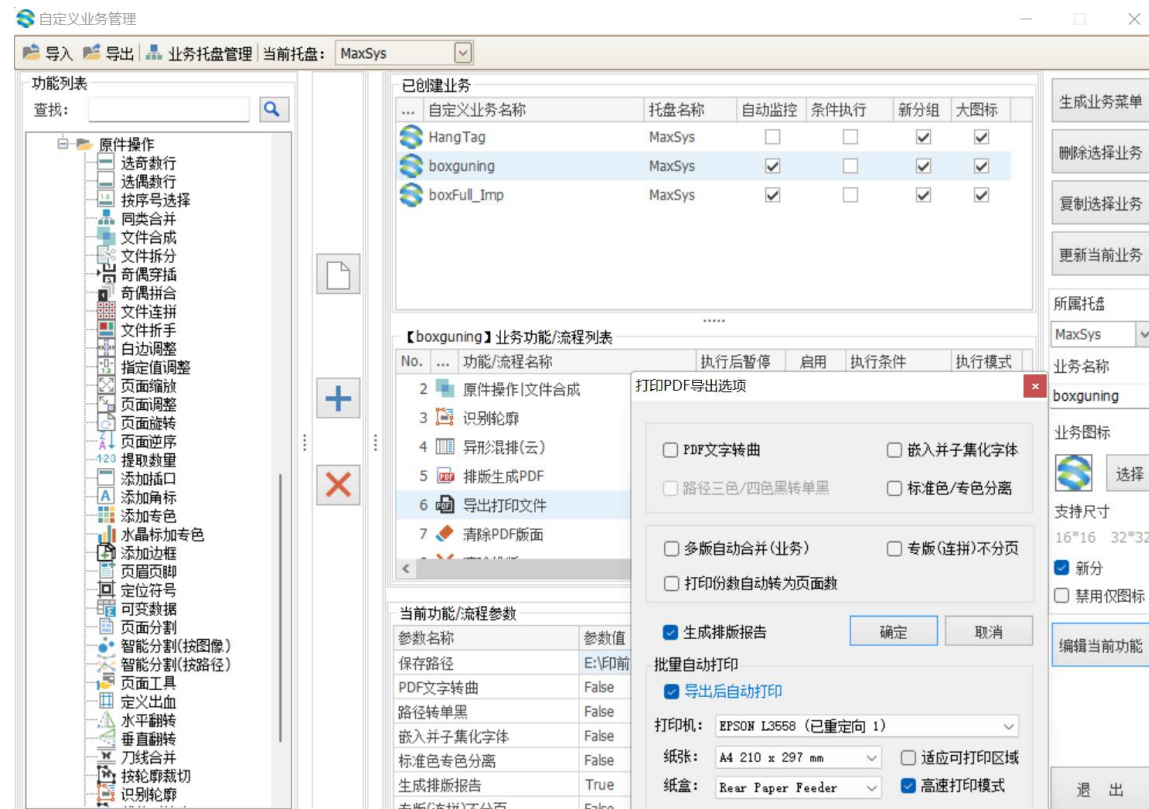 自定义业务管理
导入 导出 业务托盘管理 当前托盘: MaxSys
功能列表
查找:
原件操作
选奇数行
选偶数行
按序号选择
同类合并
文件合成
文件拆分
奇偶穿插
奇偶拼合
文件连拼
文件折手
白边调整
指定值调整
页面缩放
页面调整
页面旋转
页面逆序
提取数量
添加插口
添加角标
添加专色
水晶标加专色
添加边框
页眉页脚
定位符号
可变数据
页面分割
智能分割(按图像)
智能分割(按路径)
页面工具
定义出血
水平翻转
垂直翻转
刀线合并
按轮廓裁切
识别轮廓
已创建业务
... 自定义业务名称 托盘名称 自动监控 条件执行 新分组 大图标
HangTag MaxSys
boxguning MaxSys
boxFull_Imp MaxSys
【boxguning】业务功能/流程列表
No. ... 功能/流程名称 执行后暂停 启用 执行条件 执行模式
2 原件操作|文件合成
3 识别轮廓
4 异形混排(云)
5 排版生成PDF
6 导出打印文件
7 清除PDF版面
当前功能/流程参数
参数名称 参数值
保存路径 E:\印前
PDF文字转曲 False
路径转单黑 False
嵌入并子集化字体 False
标准色专色分离 False
生成排版报告 True
专版(连拼)不分页 False
打印PDF导出选项
PDF文字转曲 嵌入并子集化字体
路径三色/四色黑转单黑 标准色/专色分离
多版自动合并(业务) 专版(连拼)不分页
打印份数自动转为页面数
生成排版报告 确定 取消
批量自动打印
导出后自动打印
打印机: EPSON L3558 (已重定向 1)
纸张: A4 210 x 297 mm 适应可打印区域
纸盒: Rear Paper Feeder 高速打印模式
生成业务菜单
删除选择业务
复制选择业务
更新当前业务
所属托盘
MaxSys
业务名称
boxguning
业务图标
选择
支持尺寸
16*16 32*32
新分
禁用仅图标
编辑当前功能
退 出